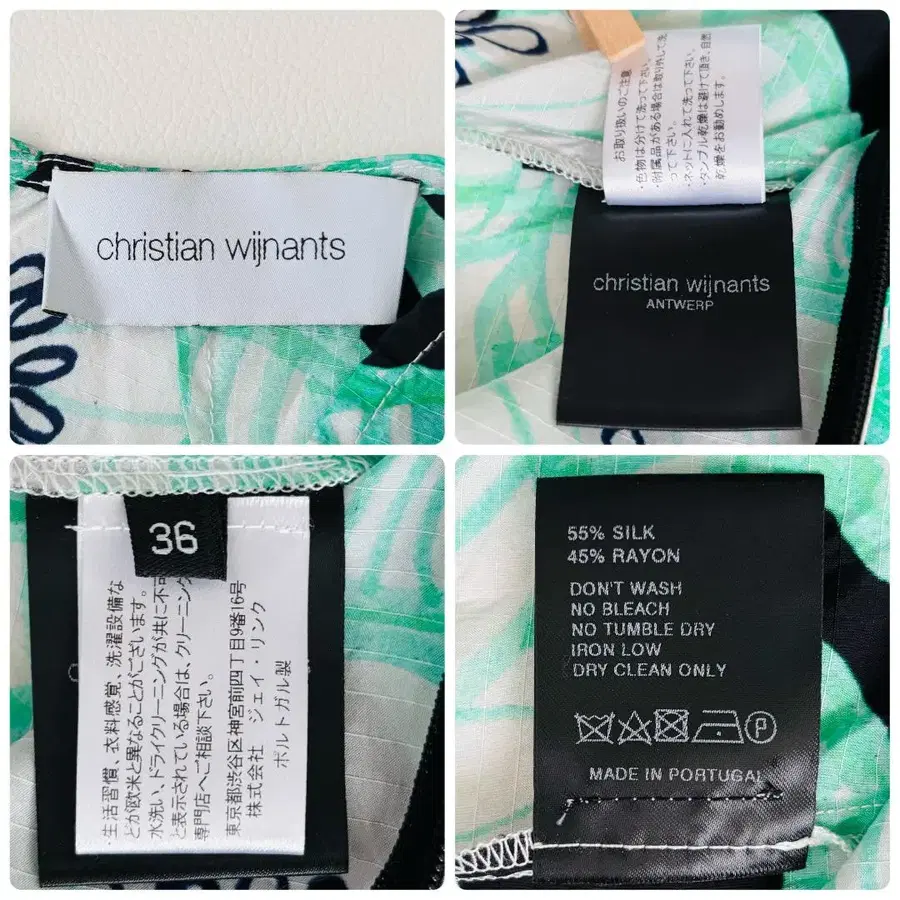 christian wijnants
お取り扱いのご注意
・色物は分けて洗って下さい。
・附属品がある場合は取り外して洗
って下さい。
・ネットに入れて洗って下さい。
・タンブル乾燥は避けて頂き、自然
乾燥をお勧めします。
christian wijnants
ANTWERP
36
・生活習慣、衣料感覚、洗濯設備な
どが欧米と異なることがございます。
水洗い、ドライクリーニングが共に不可
と表示されている場合は、クリーニング
専門店へご相談下さい。
東京都渋谷区神宮前四丁目9番16号
株式会社 ジェイ・リンク
ポルトガル製
55% SILK
45% RAYON
DON'T WASH
NO BLEACH
NO TUMBLE DRY
IRON LOW
DRY CLEAN ONLY
P
MADE IN PORTUGAL